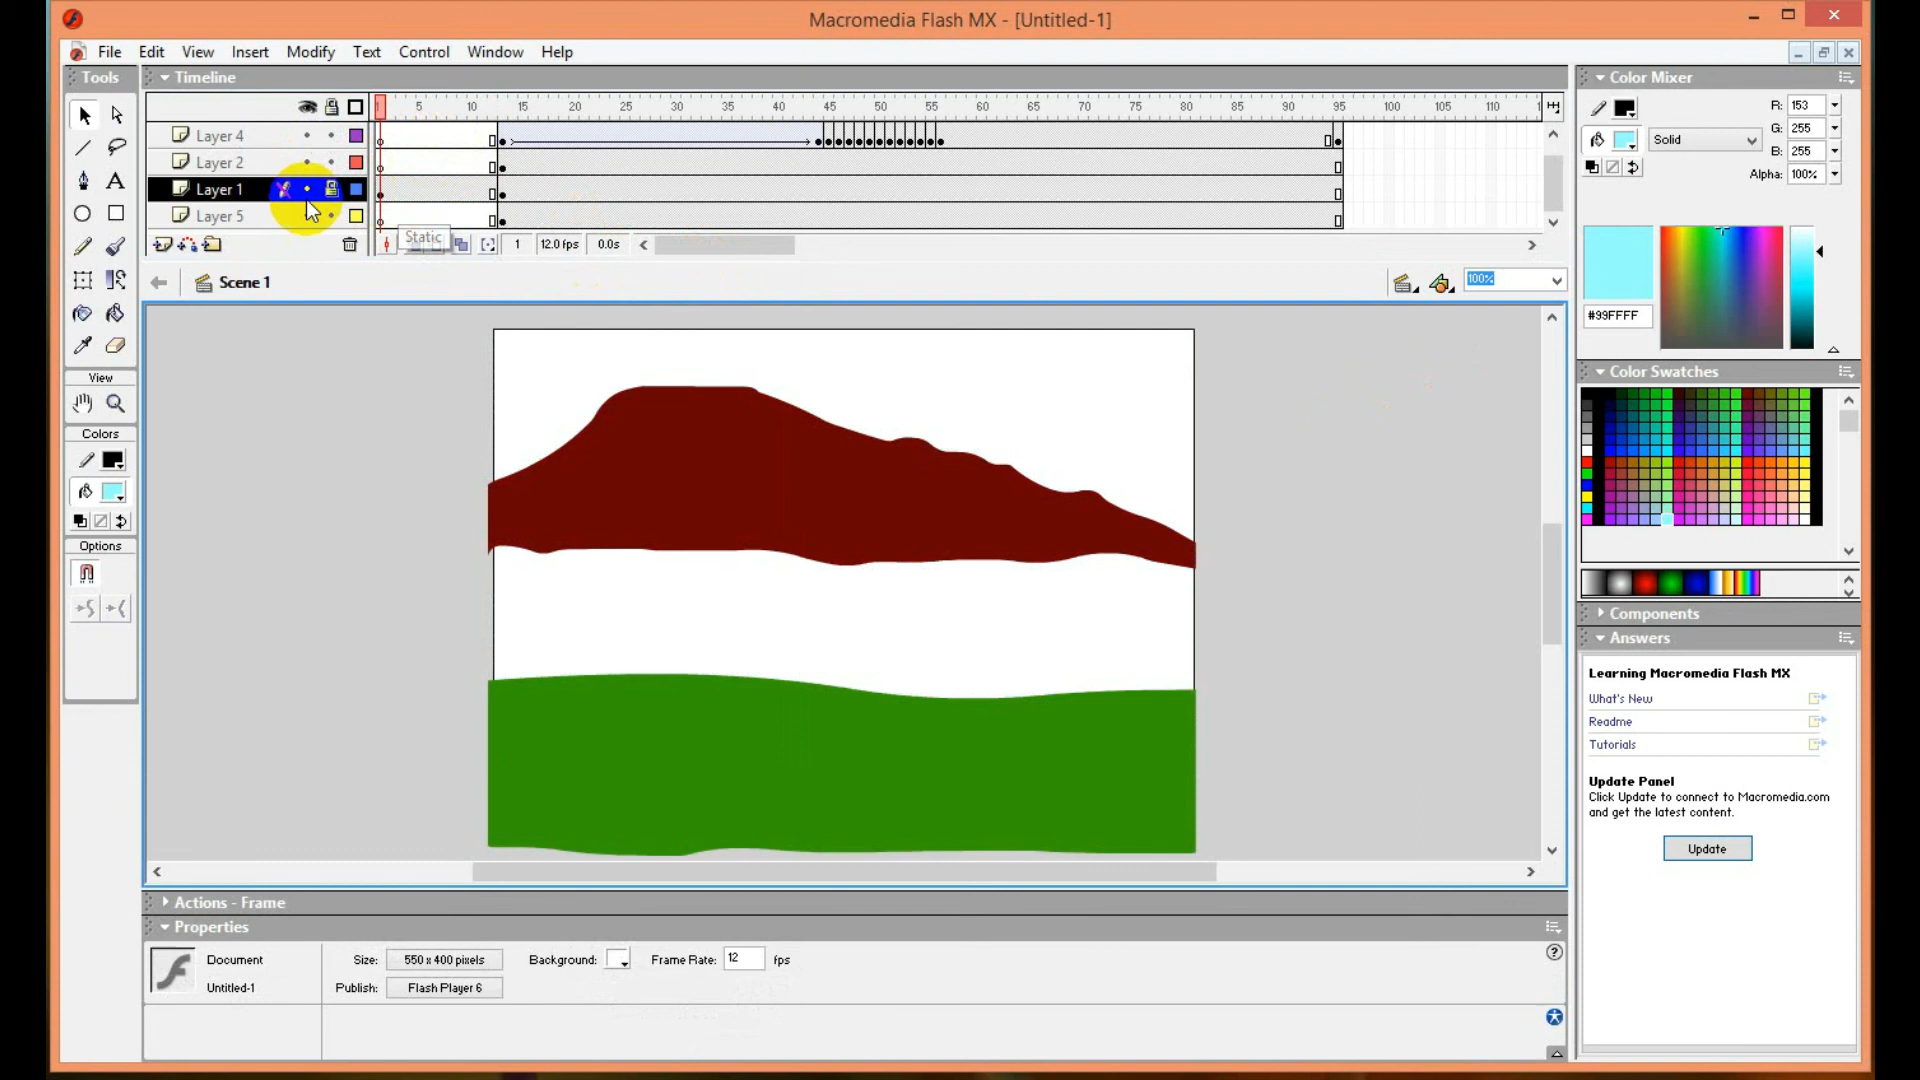 Macromedia Flash MX - [Untitled-1]
File Edit View Insert Modify Text Control Window Help
Tools
Timeline
Color Mixer
1 5 10 15 20 25 30 35 40 45 50 55 60 65 70 75 80 85 90 95 100 105 110
R: 153
G: 255
B: 255
Solid
Alpha: 100%
Layer 4
Layer 2
Layer 1
Layer 5
Static
1 12.0 fps 0.0s
Scene 1
100%
#99FFFF
View
Color Swatches
Colors
Options
Components
Answers
Learning Macromedia Flash MX
What's New
Readme
Tutorials
Update Panel
Click Update to connect to Macromedia.com
and get the latest content.
Update
Actions - Frame
Properties
Document
Size: 550 x 400 pixels
Background:
Frame Rate: 12 fps
Untitled-1
Publish: Flash Player 6